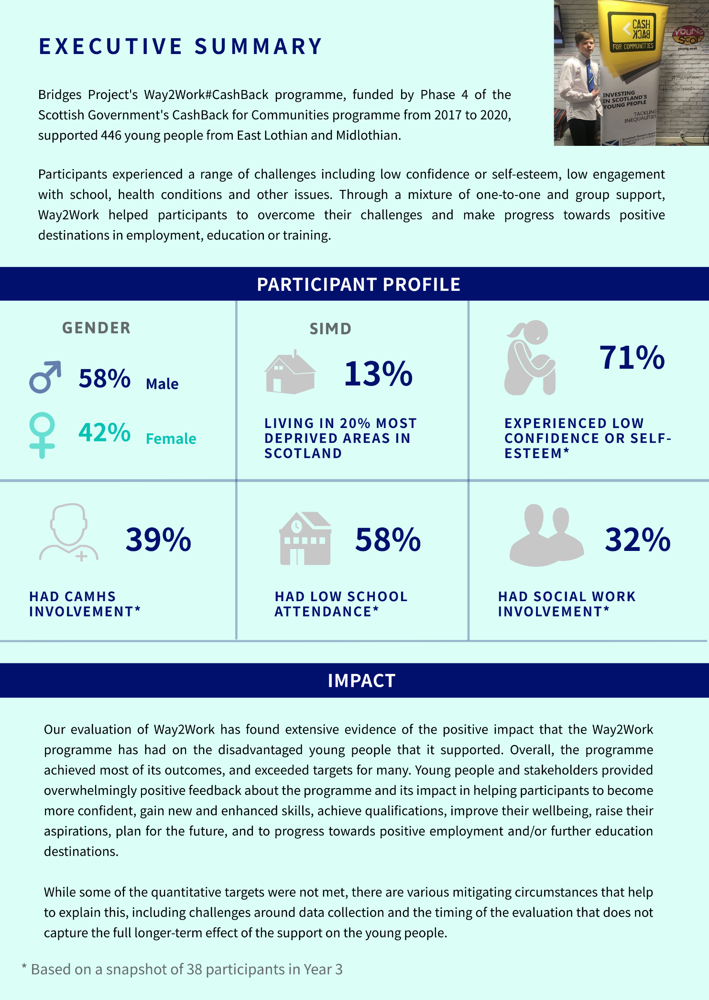 EXECUTIVE SUMMARY
CASH
BACK
FOR COMMUNITIES
YOUNG
SCOT
young.scot
INVESTING
IN SCOTLAND'S
YOUNG PEOPLE
TACKLING
INEQUALITIES
Scottish Government
gov.scot
Bridges Project's Way2Work#CashBack programme, funded by Phase 4 of the
Scottish Government's CashBack for Communities programme from 2017 to 2020,
supported 446 young people from East Lothian and Midlothian.
Participants experienced a range of challenges including low confidence or self-esteem, low engagement
with school, health conditions and other issues. Through a mixture of one-to-one and group support,
Way2Work helped participants to overcome their challenges and make progress towards positive
destinations in employment, education or training.
PARTICIPANT PROFILE
GENDER
58% Male
42% Female
SIMD
13%
LIVING IN 20% MOST
DEPRIVED AREAS IN
SCOTLAND
71%
EXPERIENCED LOW
CONFIDENCE OR SELF-
ESTEEM*
39%
HAD CAMHS
INVOLVEMENT*
58%
HAD LOW SCHOOL
ATTENDANCE*
32%
HAD SOCIAL WORK
INVOLVEMENT*
IMPACT
Our evaluation of Way2Work has found extensive evidence of the positive impact that the Way2Work
programme has had on the disadvantaged young people that it supported. Overall, the programme
achieved most of its outcomes, and exceeded targets for many. Young people and stakeholders provided
overwhelmingly positive feedback about the programme and its impact in helping participants to become
more confident, gain new and enhanced skills, achieve qualifications, improve their wellbeing, raise their
aspirations, plan for the future, and to progress towards positive employment and/or further education
destinations.
While some of the quantitative targets were not met, there are various mitigating circumstances that help
to explain this, including challenges around data collection and the timing of the evaluation that does not
capture the full longer-term effect of the support on the young people.
* Based on a snapshot of 38 participants in Year 3